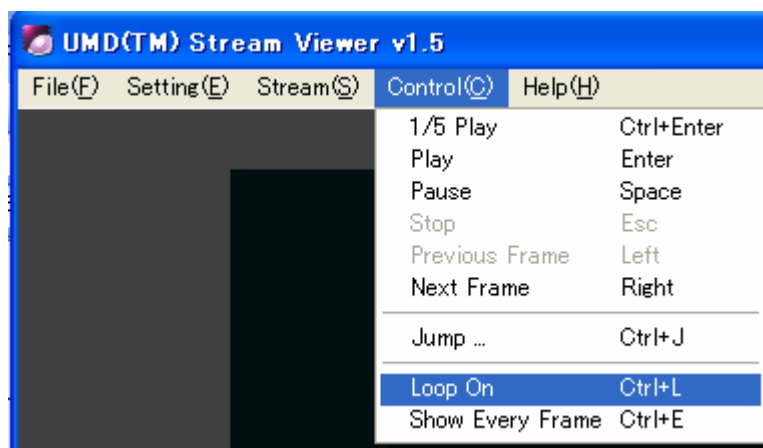 UMD(TM) Stream Viewer v1.5
File(F) Setting(E) Stream(S) Control(C) Help(H)
1/5 Play Ctrl+Enter
Play Enter
Pause Space
Stop Esc
Previous Frame Left
Next Frame Right
Jump ... Ctrl+J
Loop On Ctrl+L
Show Every Frame Ctrl+E